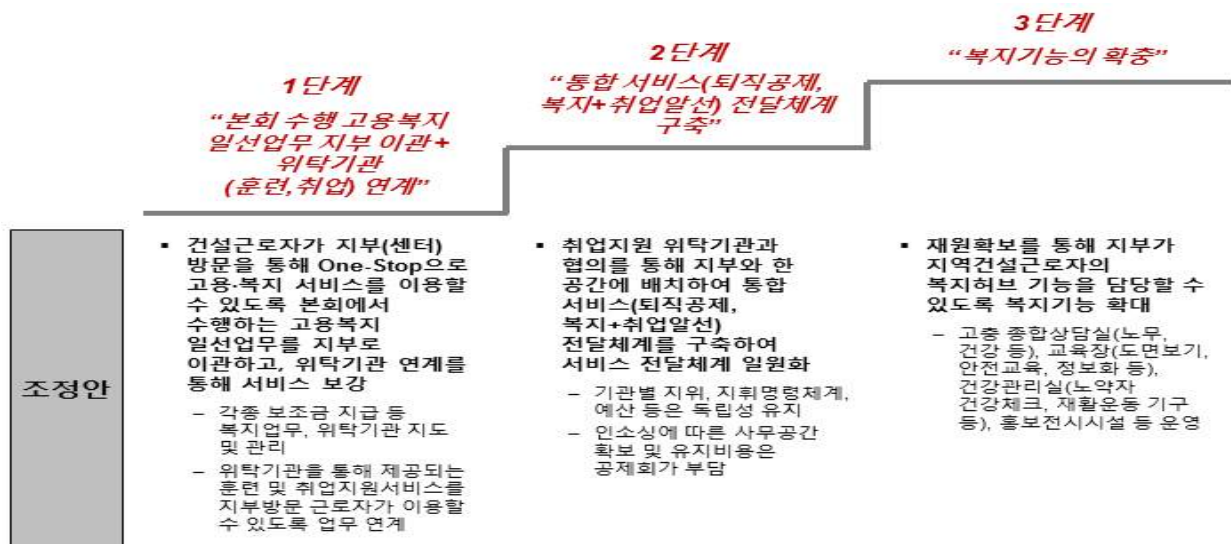 1단계
“본회 수행 고용복지
일선업무 지부 이관+
위탁기관
(훈련,취업) 연계”
2단계
“통합 서비스(퇴직공제,
복지+취업알선) 전달체계
구축”
3단계
“복지기능의 확충”
조정안
▪ 건설근로자가 지부(센터)
방문을 통해 One-Stop으로
고용·복지 서비스를 이용할
수 있도록 본회에서
수행하는 고용복지
일선업무를 지부로
이관하고, 위탁기관 연계를
통해 서비스 보강
– 각종 보조금 지급 등
복지업무, 위탁기관 지도
및 관리
– 위탁기관을 통해 제공되는
훈련 및 취업지원서비스를
지부방문 근로자가 이용할
수 있도록 업무 연계
▪ 취업지원 위탁기관과
협의를 통해 지부와 한
공간에 배치하여 통합
서비스(퇴직공제,
복지+취업알선)
전달체계를 구축하여
서비스 전달체계 일원화
– 기관별 지위, 지휘명령체계,
예산 등은 독립성 유지
– 인소싱에 따른 사무공간
확보 및 유지비용은
공제회가 부담
▪ 재원확보를 통해 지부가
지역건설근로자의
복지허브 기능을 담당할 수
있도록 복지기능 확대
– 고충 종합상담실(노무,
건강 등), 교육장(도면보기,
안전교육, 정보화 등),
건강관리실(노약자
건강체크, 재활운동 기구
등), 홍보전시시설 등 운영